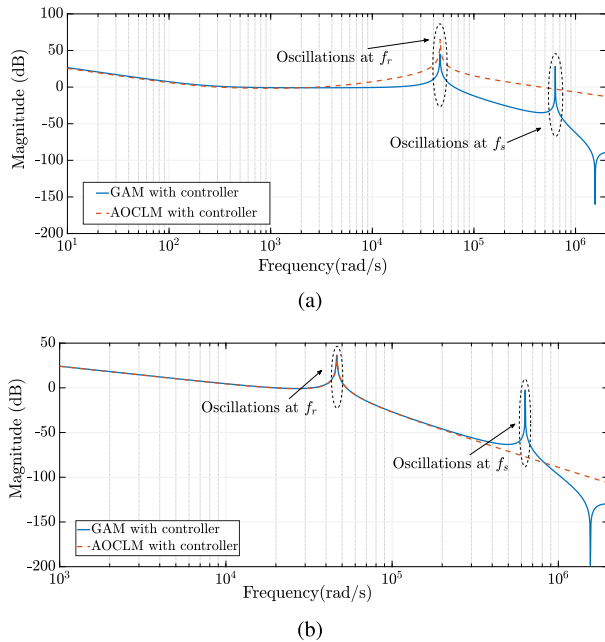 100
50
0
-50
-100
-150
-200
Magnitude (dB)
Oscillations at f_r
Oscillations at f_s
GAM with controller
AOCLM with controller
10^1
10^2
10^3
10^4
10^5
10^6
Frequency(rad/s)
(a)
50
0
-50
-100
-150
-200
Magnitude (dB)
Oscillations at f_r
Oscillations at f_s
GAM with controller
AOCLM with controller
10^3
10^4
10^5
10^6
Frequency(rad/s)
(b)